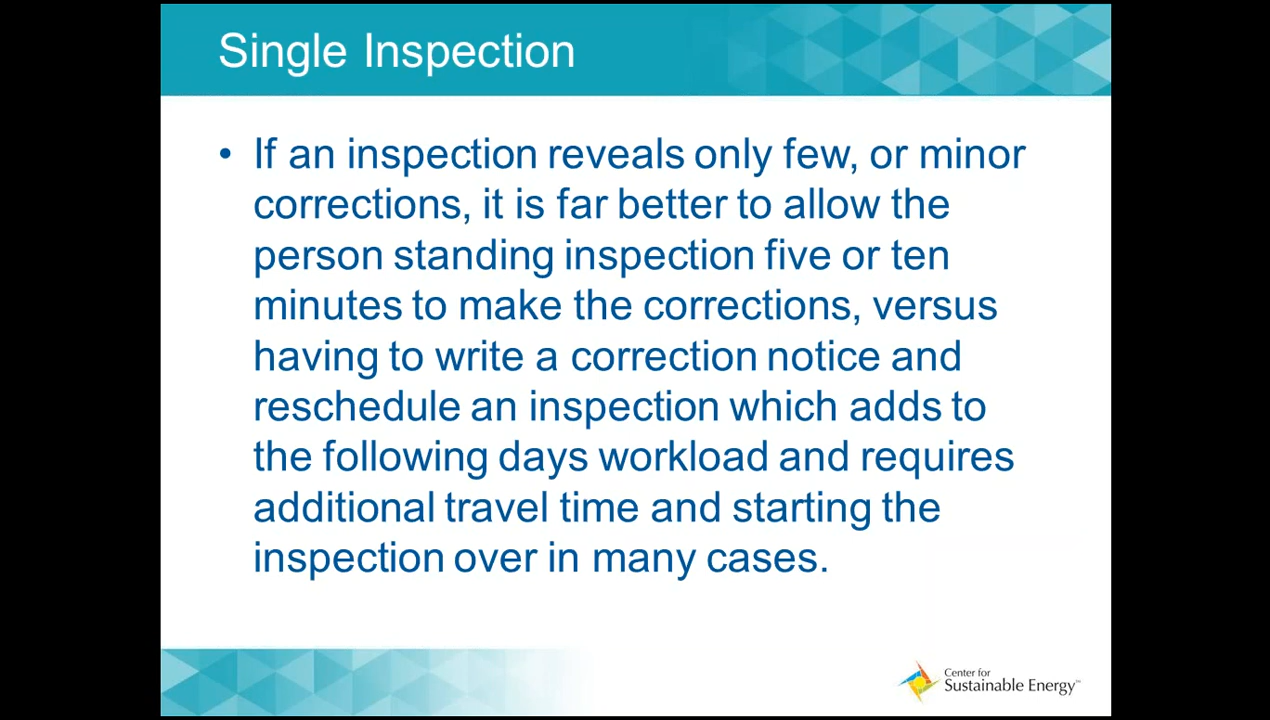 Single Inspection
• If an inspection reveals only few, or minor
corrections, it is far better to allow the
person standing inspection five or ten
minutes to make the corrections, versus
having to write a correction notice and
reschedule an inspection which adds to
the following days workload and requires
additional travel time and starting the
inspection over in many cases.
Center for
Sustainable Energy™